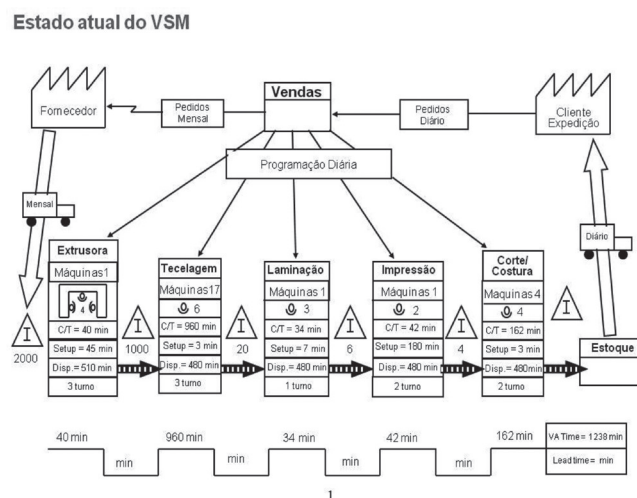 Estado atual do VSM
Fornecedor
Pedidos
Mensal
Vendas
Pedidos
Diário
Cliente
Expedição
Programação Diária
Mensal
Diário
Extrusora
Máquinas1
4
C/T = 40 min
Setup = 45 min
Disp.= 510 min
3 turno
Tecelagem
Máquinas17
6
C/T = 960 min
Setup = 3 min
Disp.= 480 min
3 turno
Laminação
Máquinas 1
3
C/T = 34 min
Setup = 7 min
Disp.= 480 min
1 turno
Impressão
Máquinas 1
2
C/T = 42 min
Setup = 180 min
Disp.= 480 min
2 turno
Corte/
Costura
Maquinas 4
4
C/T = 162 min
Setup = 3 min
Disp.= 480min
2 turno
I
2000
I
1000
I
20
I
6
I
4
I
Estoque
40 min
960 min
34 min
42 min
162 min
min
min
min
min
VA Time= 1238 min
Leadtime= min
1